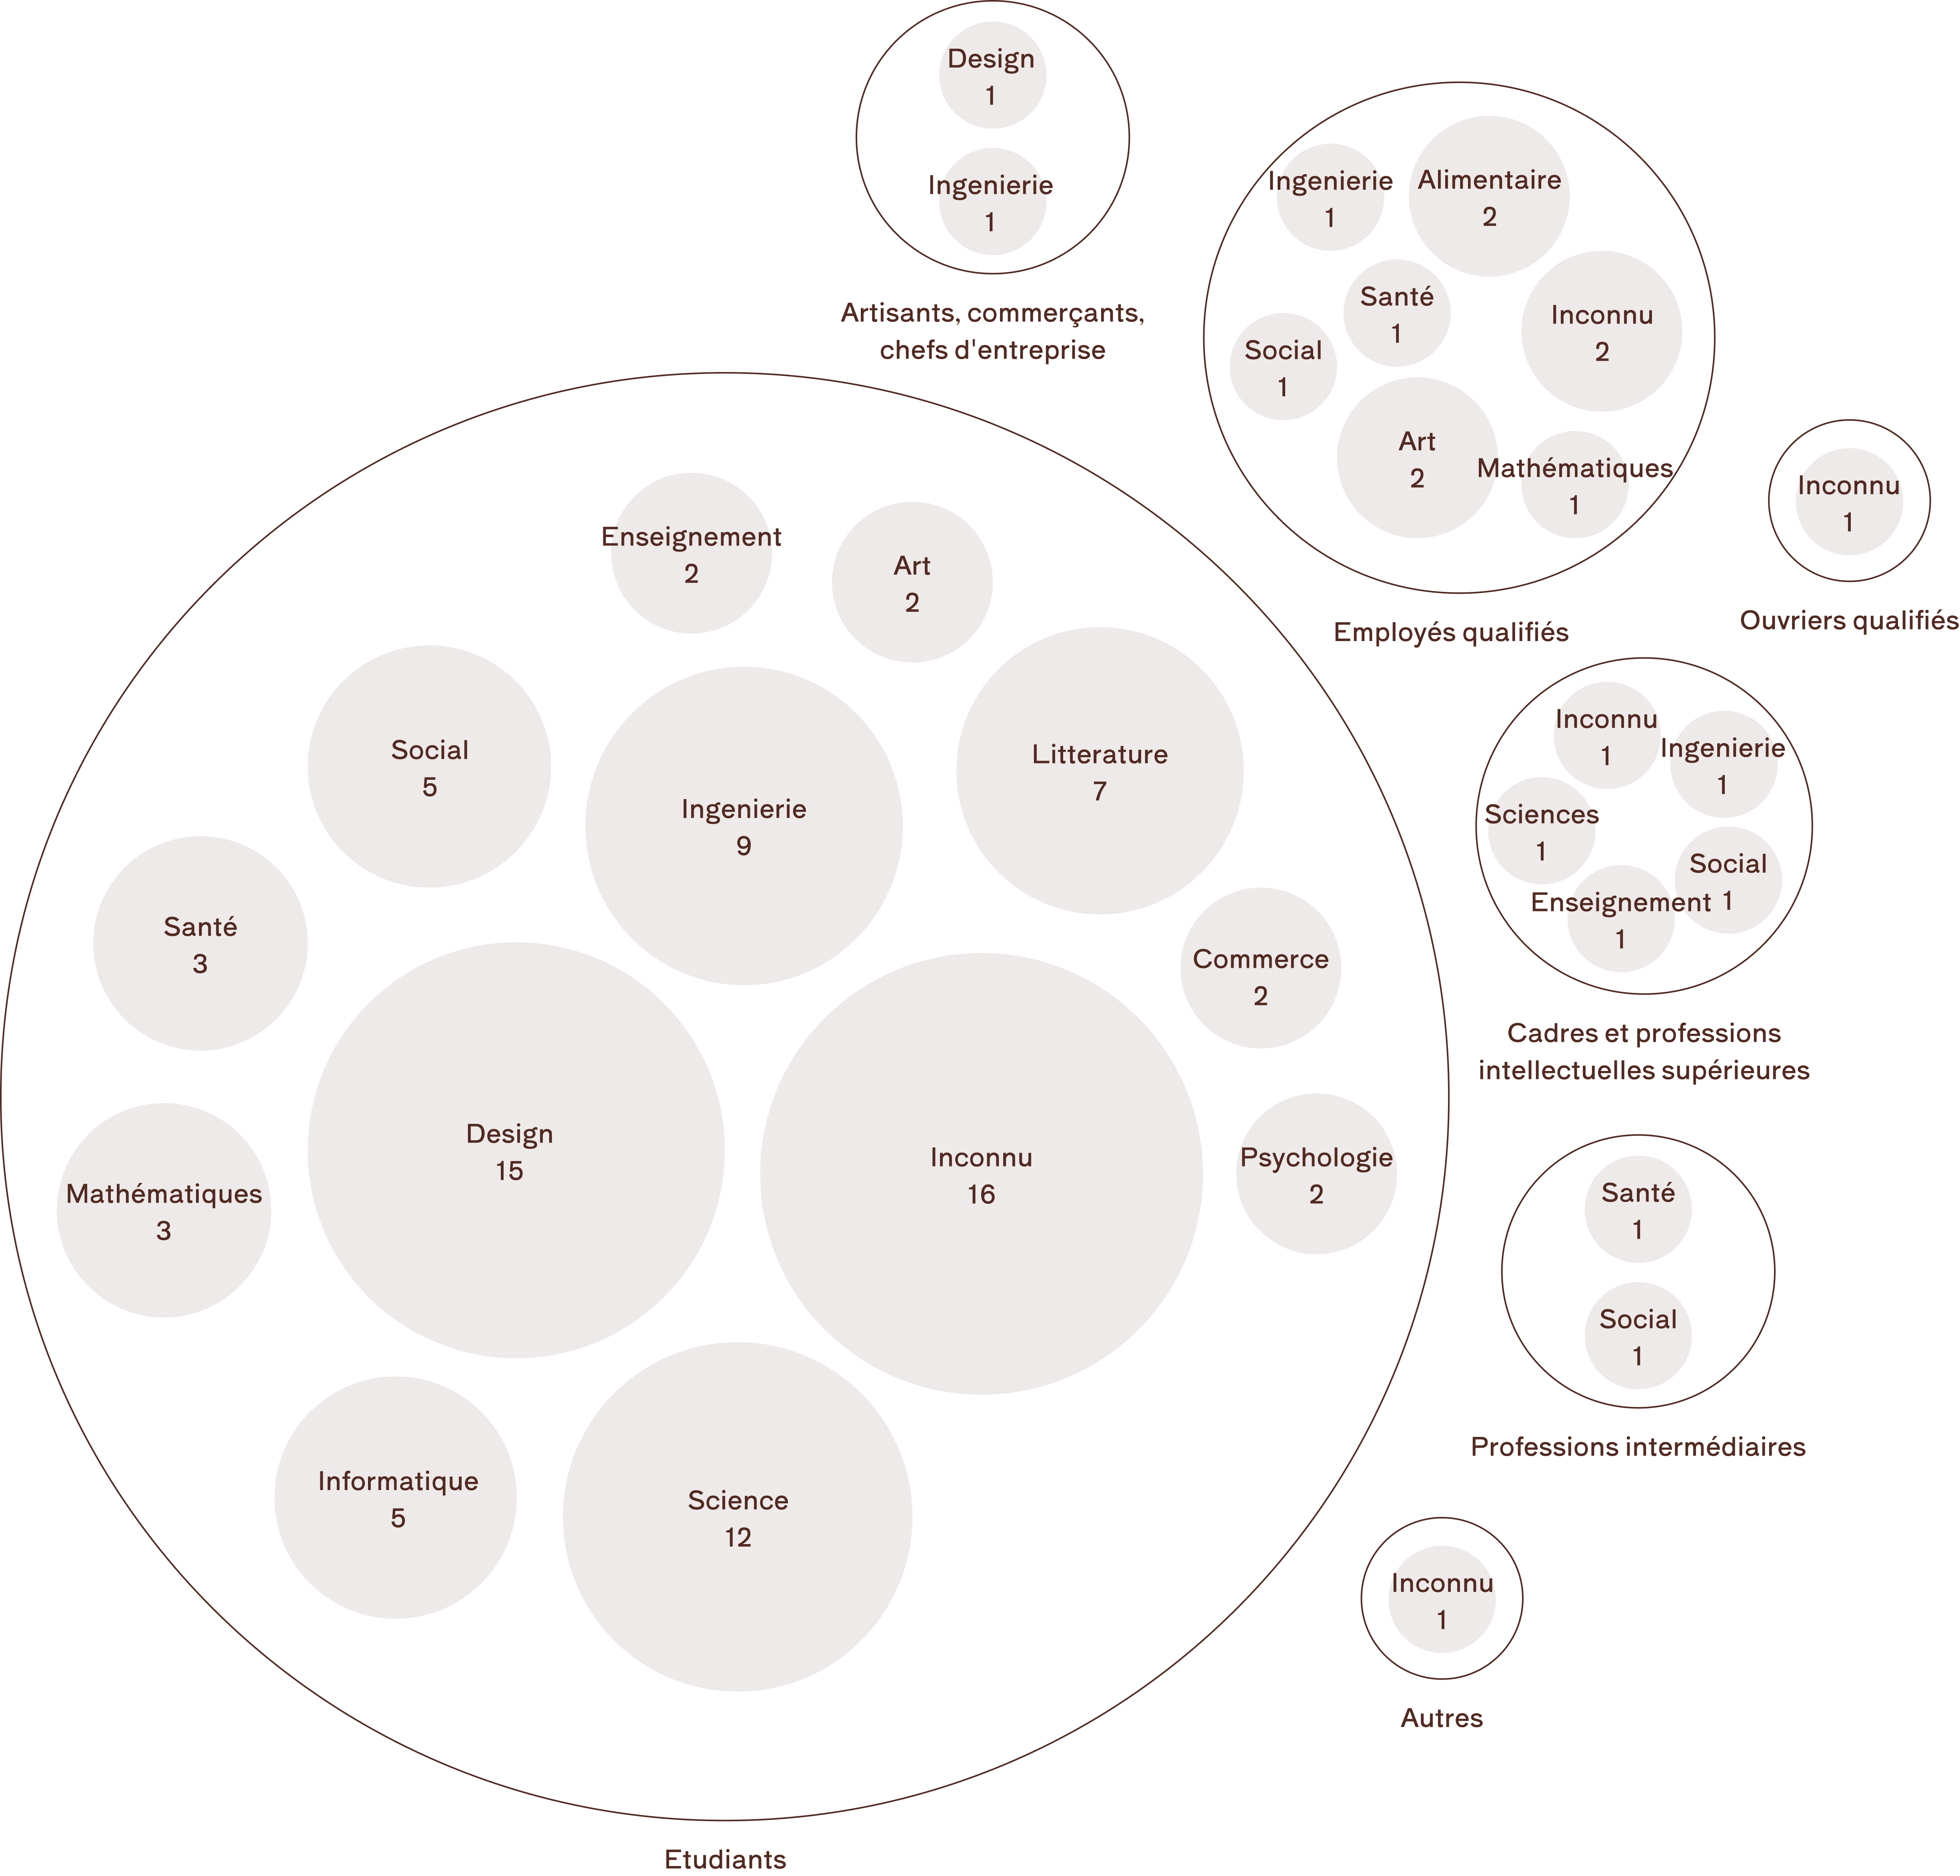 Design
1
Ingenierie
1
Artisants, commerçants,
chefs d'entreprise
Ingenierie
1
Alimentaire
2
Santé
1
Inconnu
2
Social
1
Art
2
Mathématiques
1
Employés qualifiés
Inconnu
1
Ouvriers qualifiés
Enseignement
2
Art
2
Social
5
Ingenierie
9
Litterature
7
Santé
3
Commerce
2
Design
15
Inconnu
16
Psychologie
2
Mathématiques
3
Informatique
5
Science
12
Etudiants
Inconnu
1
Ingenierie
1
Sciences
1
Social
1
Enseignement
1
Cadres et professions
intellectuelles supérieures
Santé
1
Social
1
Professions intermédiaires
Inconnu
1
Autres